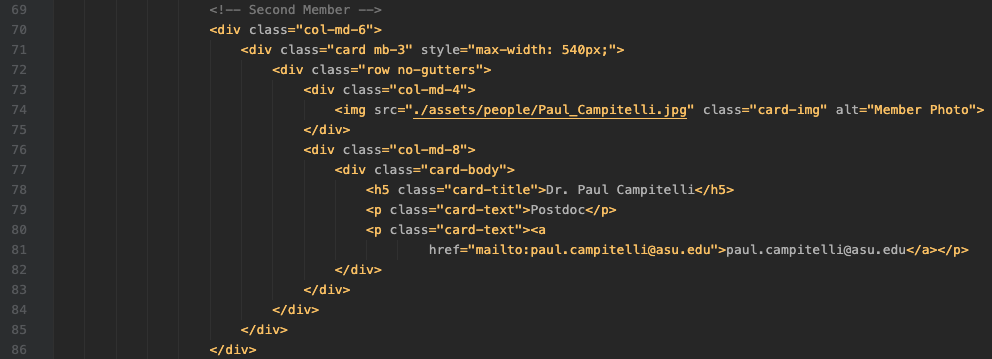 69 <!-- Second Member -->
70 <div class="col-md-6">
71 <div class="card mb-3" style="max-width: 540px;">
72 <div class="row no-gutters">
73 <div class="col-md-4">
74 <img src="./assets/people/Paul_Campitelli.jpg" class="card-img" alt="Member Photo">
75 </div>
76 <div class="col-md-8">
77 <div class="card-body">
78 <h5 class="card-title">Dr. Paul Campitelli</h5>
79 <p class="card-text">Postdoc</p>
80 <p class="card-text"><a
81 href="mailto:paul.campitelli@asu.edu">paul.campitelli@asu.edu</a></p>
82 </div>
83 </div>
84 </div>
85 </div>
86 </div>